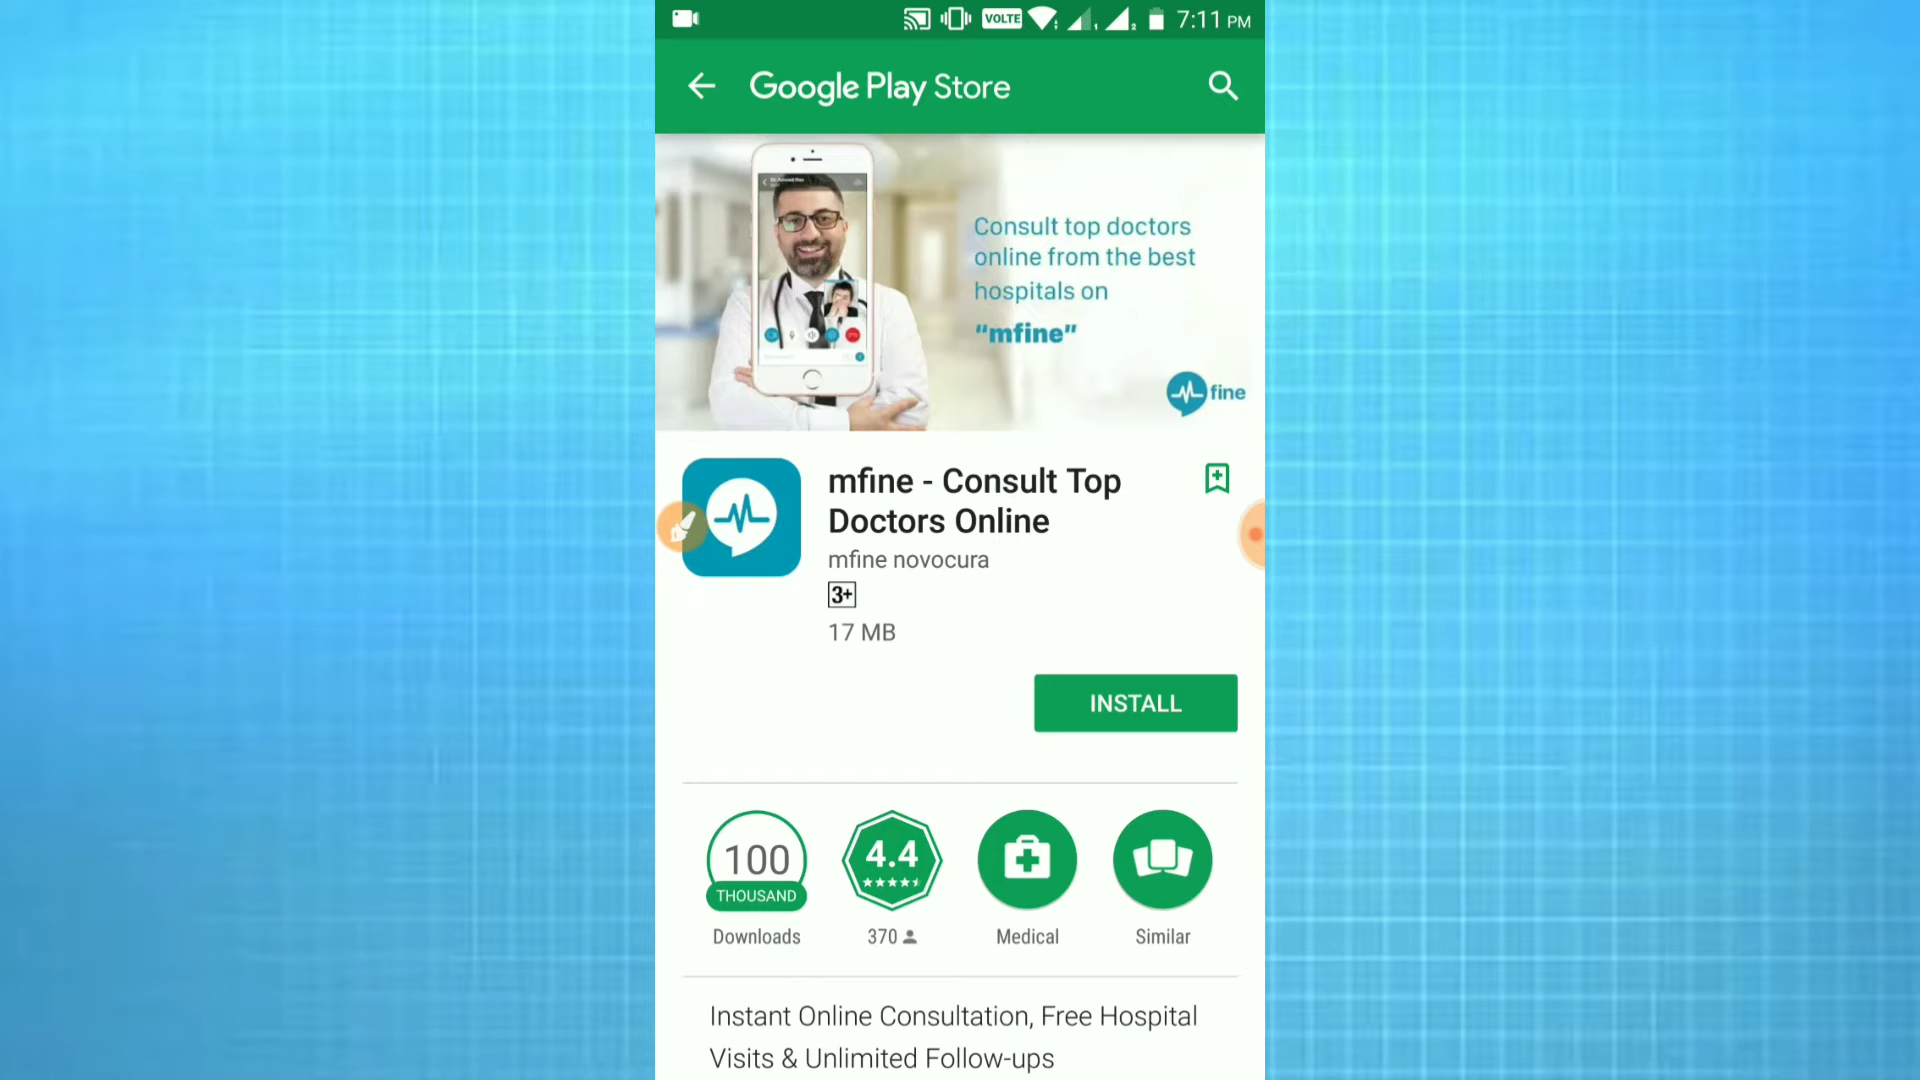 VOLTE 1 2 7:11 PM
Google Play Store
Consult top doctors
online from the best
hospitals on
“mfine”
fine
mfine - Consult Top
Doctors Online
mfine novocura
3+
17 MB
INSTALL
100
THOUSAND
4.4
Downloads
370
Medical
Similar
Instant Online Consultation, Free Hospital
Visits & Unlimited Follow-ups